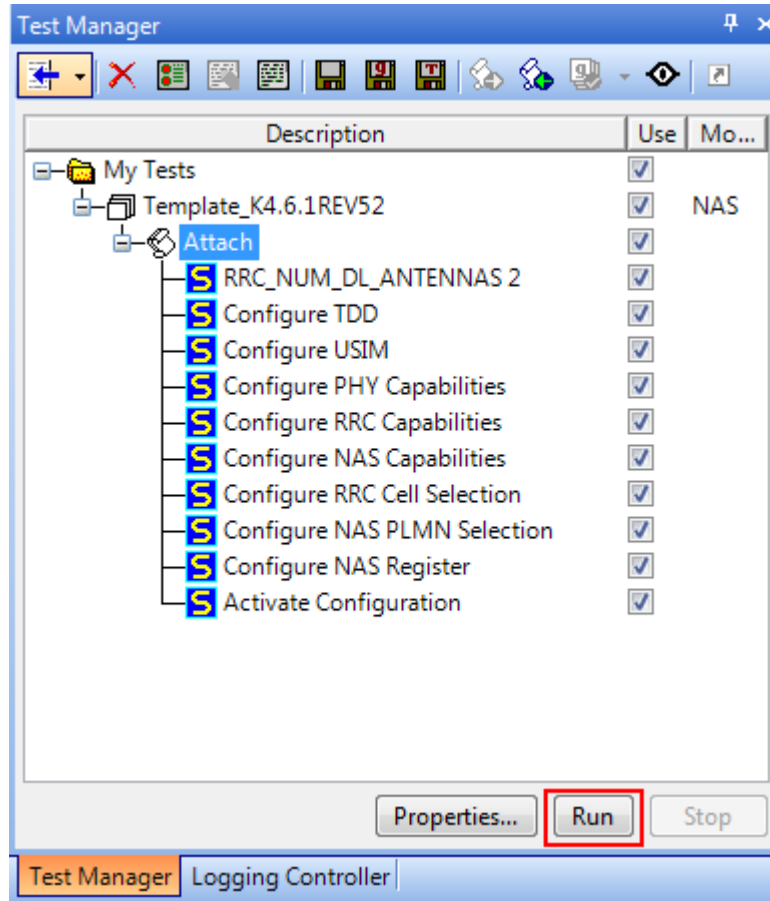 Test Manager
Description Use Mo...
My Tests
Template_K4.6.1REV52 NAS
Attach
S RRC_NUM_DL_ANTENNAS 2
S Configure TDD
S Configure USIM
S Configure PHY Capabilities
S Configure RRC Capabilities
S Configure NAS Capabilities
S Configure RRC Cell Selection
S Configure NAS PLMN Selection
S Configure NAS Register
S Activate Configuration
Properties... Run Stop
Test Manager Logging Controller